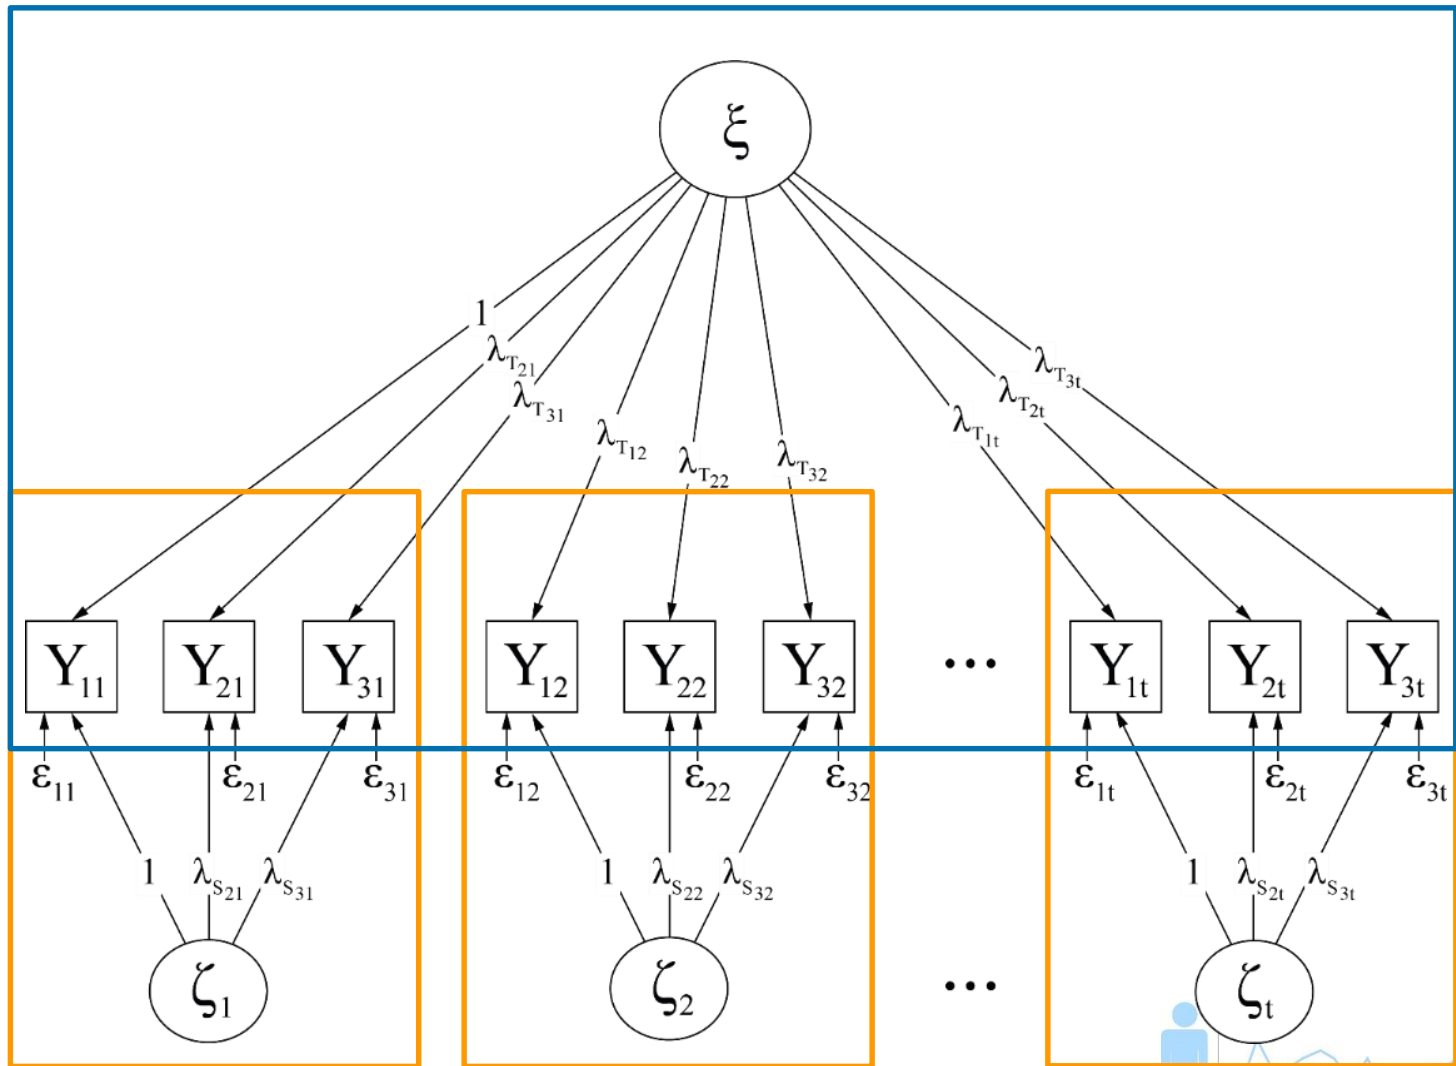 ξ
1
λT21
λT31
λT12
λT22
λT32
λT1t
λT2t
λT3t
Y11 Y21 Y31 Y12 Y22 Y32 ••• Y1t Y2t Y3t
ε11 ε21 ε31 ε12 ε22 ε32 ε1t ε2t ε3t
1 λS21 λS31 1 λS22 λS32 1 λS2t λS3t
ζ1 ζ2 ••• ζt